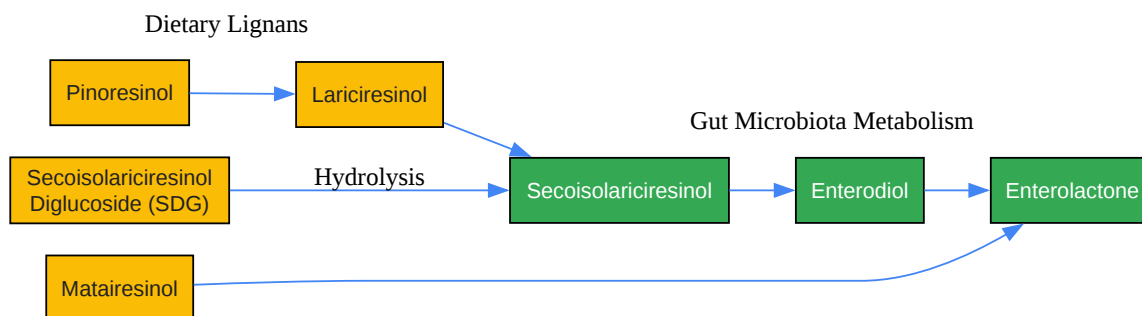 Dietary Lignans
Pinoresinol
Lariciresinol
Gut Microbiota Metabolism
Secoisolariciresinol
Diglucoside (SDG)
Hydrolysis
Secoisolariciresinol
Enterodiol
Enterolactone
Matairesinol